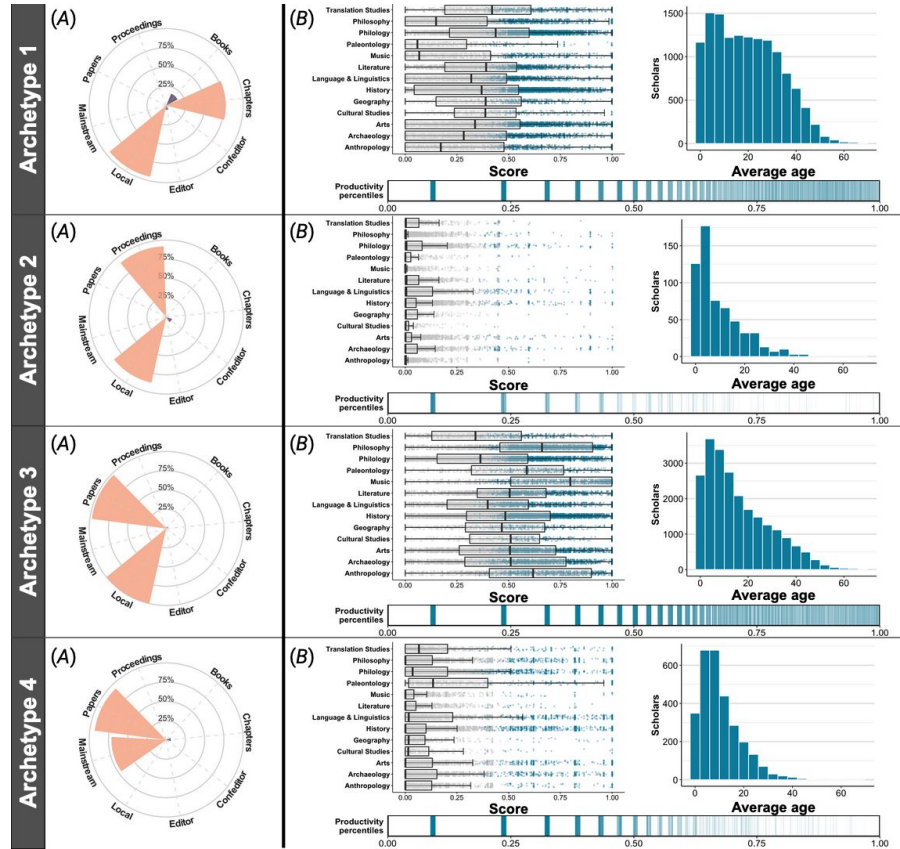 Archetype 1
(A)
Proceedings
Books
Papers
75%
50%
25%
Chapters
Mainstream
Confeditor
Local
Editor
(B)
Translation Studies
Philosophy
Philology
Paleontology
Music
Literature
Language & Linguistics
History
Geography
Cultural Studies
Arts
Archaeology
Anthropology
0.00 0.25 0.50 0.75 1.00
Score
Scholars
1500
1000
500
0
0 20 40 60
Average age
Productivity
percentiles
0.00 0.25 0.75 1.00
Archetype 2
(A)
Proceedings
Books
Papers
75%
50%
25%
Chapters
Mainstream
Confeditor
Local
Editor
(B)
Translation Studies
Philosophy
Philology
Paleontology
Music
Literature
Language & Linguistics
History
Geography
Cultural Studies
Arts
Archaeology
Anthropology
0.00 0.25 0.50 0.75 1.00
Score
Scholars
150
100
50
0
0 20 40 60
Average age
Productivity
percentiles
0.00 0.25 0.75 1.00
Archetype 3
(A)
Proceedings
Books
Papers
75%
50%
25%
Chapters
Mainstream
Confeditor
Local
Editor
(B)
Translation Studies
Philosophy
Philology
Paleontology
Music
Literature
Language & Linguistics
History
Geography
Cultural Studies
Arts
Archaeology
Anthropology
0.00 0.25 0.50 0.75 1.00
Score
Scholars
3000
2000
1000
0
0 20 40 60
Average age
Productivity
percentiles
0.00 0.25 0.75 1.00
Archetype 4
(A)
Proceedings
Books
Papers
75%
50%
25%
Chapters
Mainstream
Confeditor
Local
Editor
(B)
Translation Studies
Philosophy
Philology
Paleontology
Music
Literature
Language & Linguistics
History
Geography
Cultural Studies
Arts
Archaeology
Anthropology
0.00 0.25 0.50 0.75 1.00
Score
Scholars
600
400
200
0
0 20 40 60
Average age
Productivity
percentiles
0.00 0.25 0.75 1.00